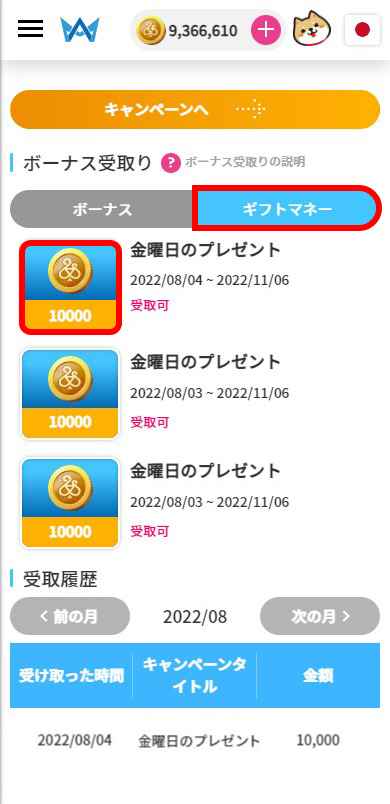 9,366,610
キャンペーンへ
ボーナス受取り ? ボーナス受取りの説明
ボーナス ギフトマネー
金曜日のプレゼント
2022/08/04 ~ 2022/11/06
受取可
10000
金曜日のプレゼント
2022/08/03 ~ 2022/11/06
受取可
10000
金曜日のプレゼント
2022/08/03 ~ 2022/11/06
受取可
10000
受取履歴
前の月 2022/08 次の月
受け取った時間 キャンペーンタ
イトル 金額
2022/08/04 金曜日のプレゼント 10,000